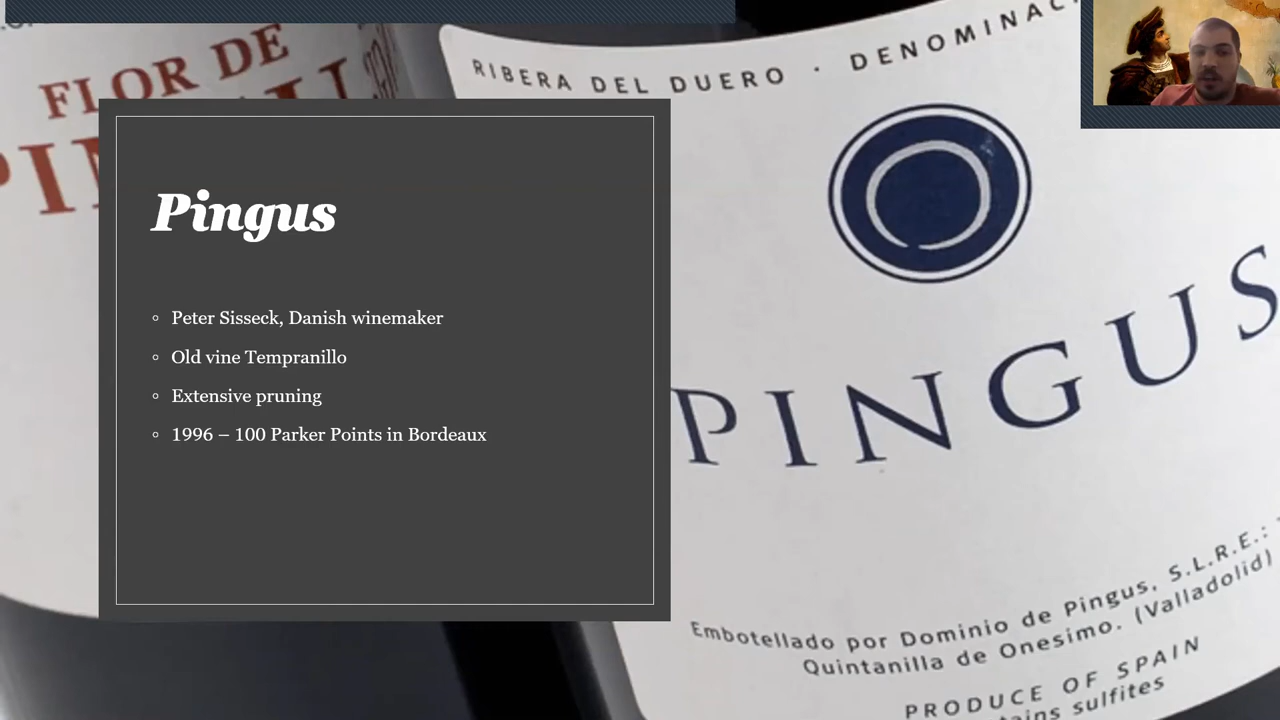 FLOR DE
RIBERA DEL DUERO · DENOMINAC
Pingus
Peter Sisseck, Danish winemaker
Old vine Tempranillo
Extensive pruning
1996 – 100 Parker Points in Bordeaux
PINGUS
Embotellado por Dominio de Pingus, S.L.R.E.:
Quintanilla de Onesimo. (Valladolid)
PRODUCE OF SPAIN
sulfites